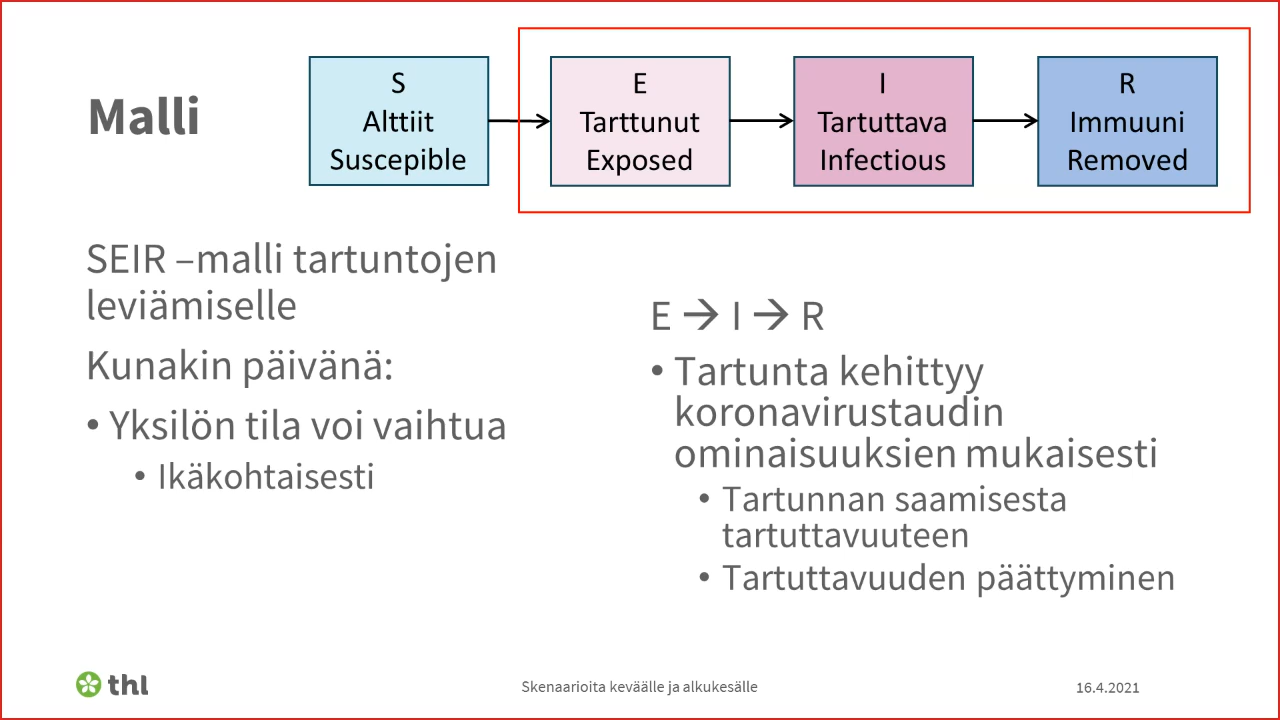 Malli
S
Alttiit
Suscepible
E
Tarttunut
Exposed
I
Tartuttava
Infectious
R
Immuuni
Removed
SEIR –malli tartuntojen
leviämiselle
Kunakin päivänä:
• Yksilön tila voi vaihtua
• Ikäkohtaisesti
E → I → R
• Tartunta kehittyy
koronavirustaudin
ominaisuuksien mukaisesti
• Tartunnan saamisesta
tartuttavuuteen
• Tartuttavuuden päättyminen
thl
Skenaarioita keväälle ja alkukesälle
16.4.2021